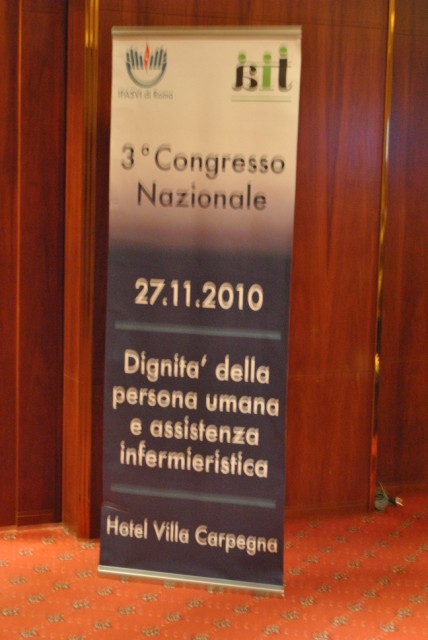 3° Congresso
Nazionale
27.11.2010
Dignita' della
persona umana
e assistenza
infermieristica
Hotel Villa Carpegna